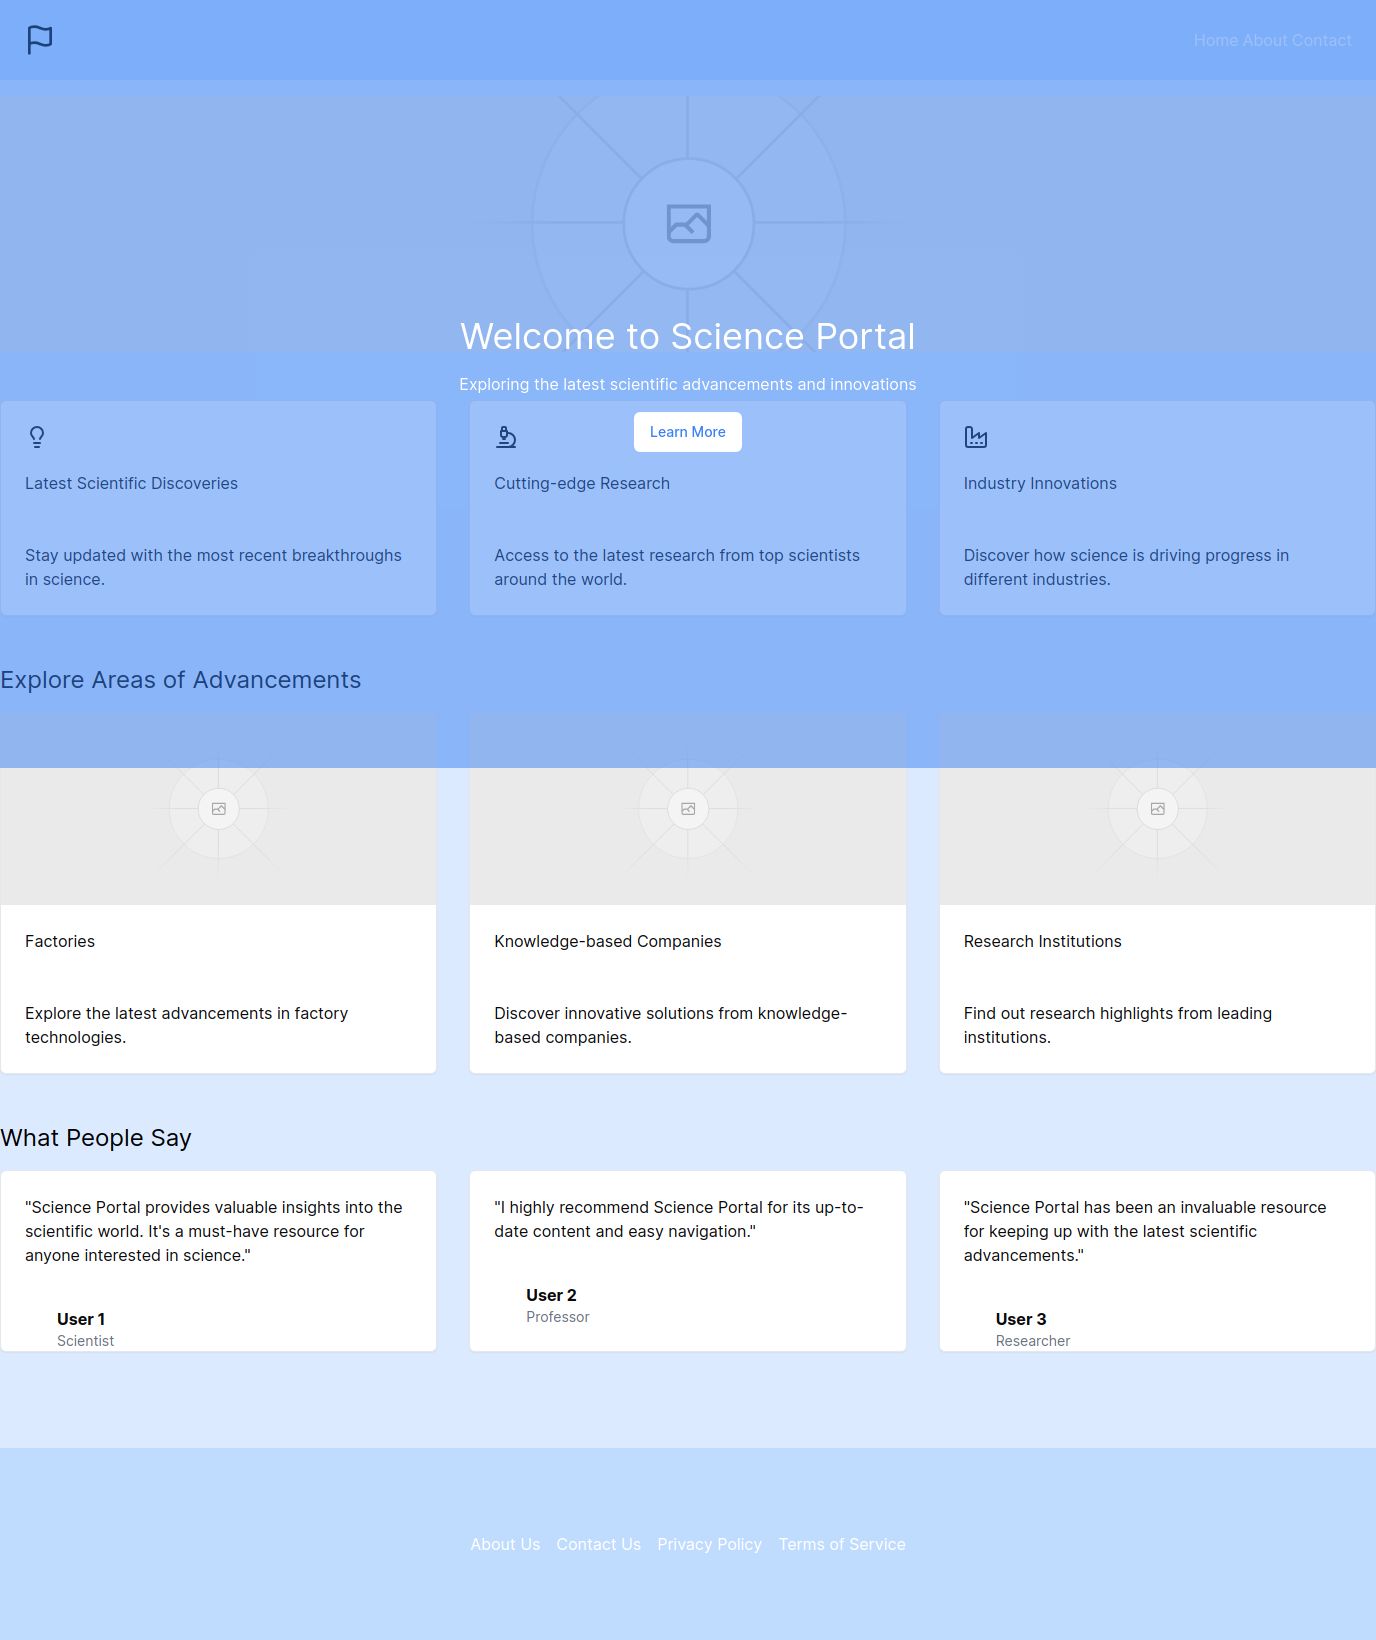 Home About Contact
Welcome to Science Portal
Exploring the latest scientific advancements and innovations
Learn More
Latest Scientific Discoveries
Stay updated with the most recent breakthroughs
in science.
Cutting-edge Research
Access to the latest research from top scientists
around the world.
Industry Innovations
Discover how science is driving progress in
different industries.
Explore Areas of Advancements
Factories
Explore the latest advancements in factory
technologies.
Knowledge-based Companies
Discover innovative solutions from knowledge-
based companies.
Research Institutions
Find out research highlights from leading
institutions.
What People Say
"Science Portal provides valuable insights into the
scientific world. It's a must-have resource for
anyone interested in science."
User 1
Scientist
"I highly recommend Science Portal for its up-to-
date content and easy navigation."
User 2
Professor
"Science Portal has been an invaluable resource
for keeping up with the latest scientific
advancements."
User 3
Researcher
About Us Contact Us Privacy Policy Terms of Service